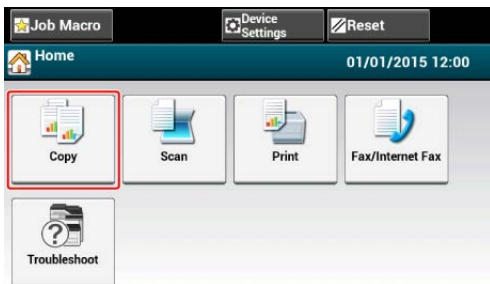 Job Macro
Device
Settings
Reset
Home
01/01/2015 12:00
Copy
Scan
Print
Fax/Internet Fax
Troubleshoot